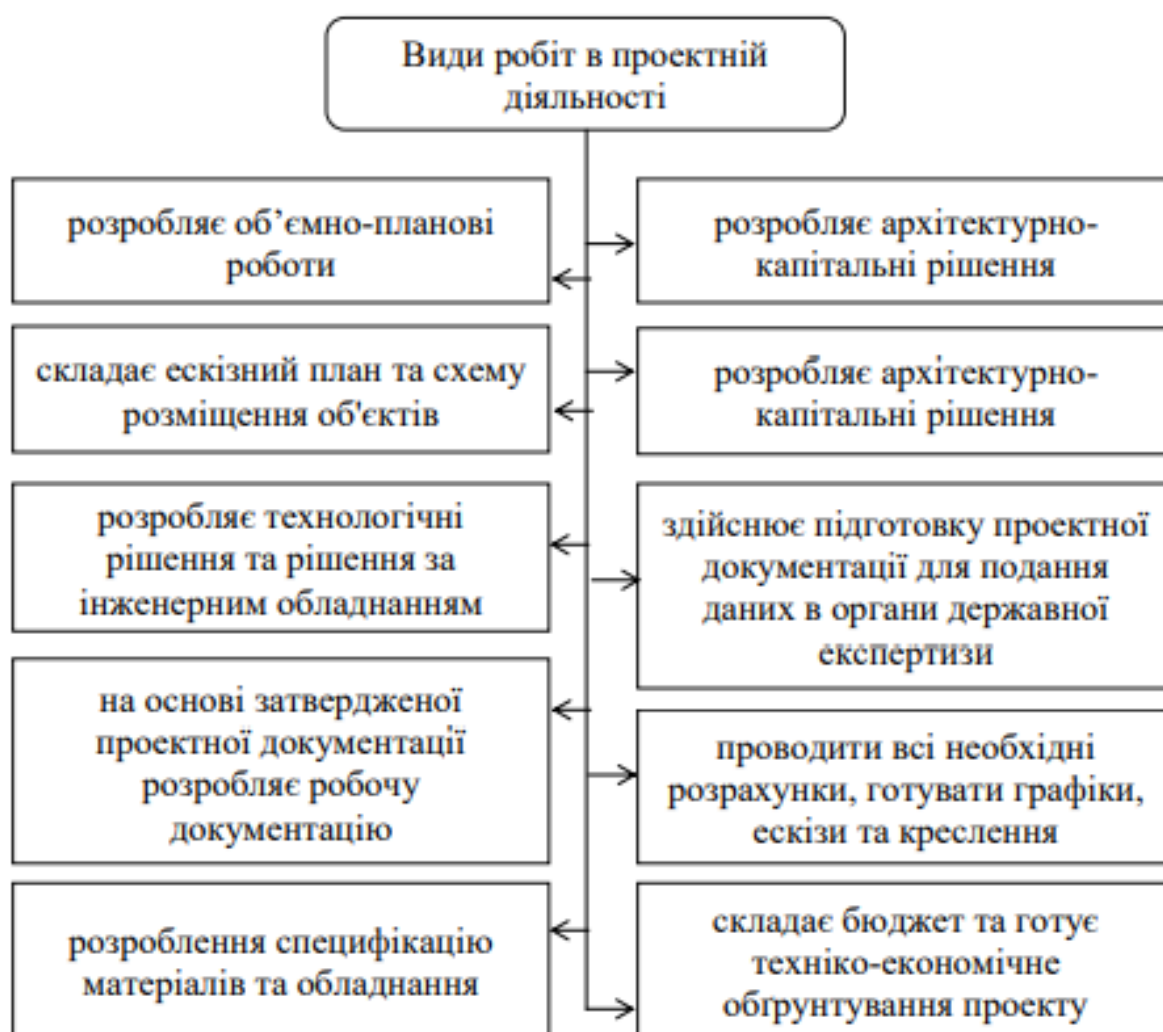 Види робіт в проектній
діяльності
розробляє об’ємно-планові
роботи
розробляє архітектурно-
капітальні рішення
складає ескізний план та схему
розміщення об'єктів
розробляє архітектурно-
капітальні рішення
розробляє технологічні
рішення та рішення за
інженерним обладнанням
здійснює підготовку проектної
документації для подання
даних в органи державної
експертизи
на основі затвердженої
проектної документації
розробляє робочу
документацію
проводити всі необхідні
розрахунки, готувати графіки,
ескізи та креслення
розроблення специфікацію
матеріалів та обладнання
складає бюджет та готує
техніко-економічне
обґрунтування проекту